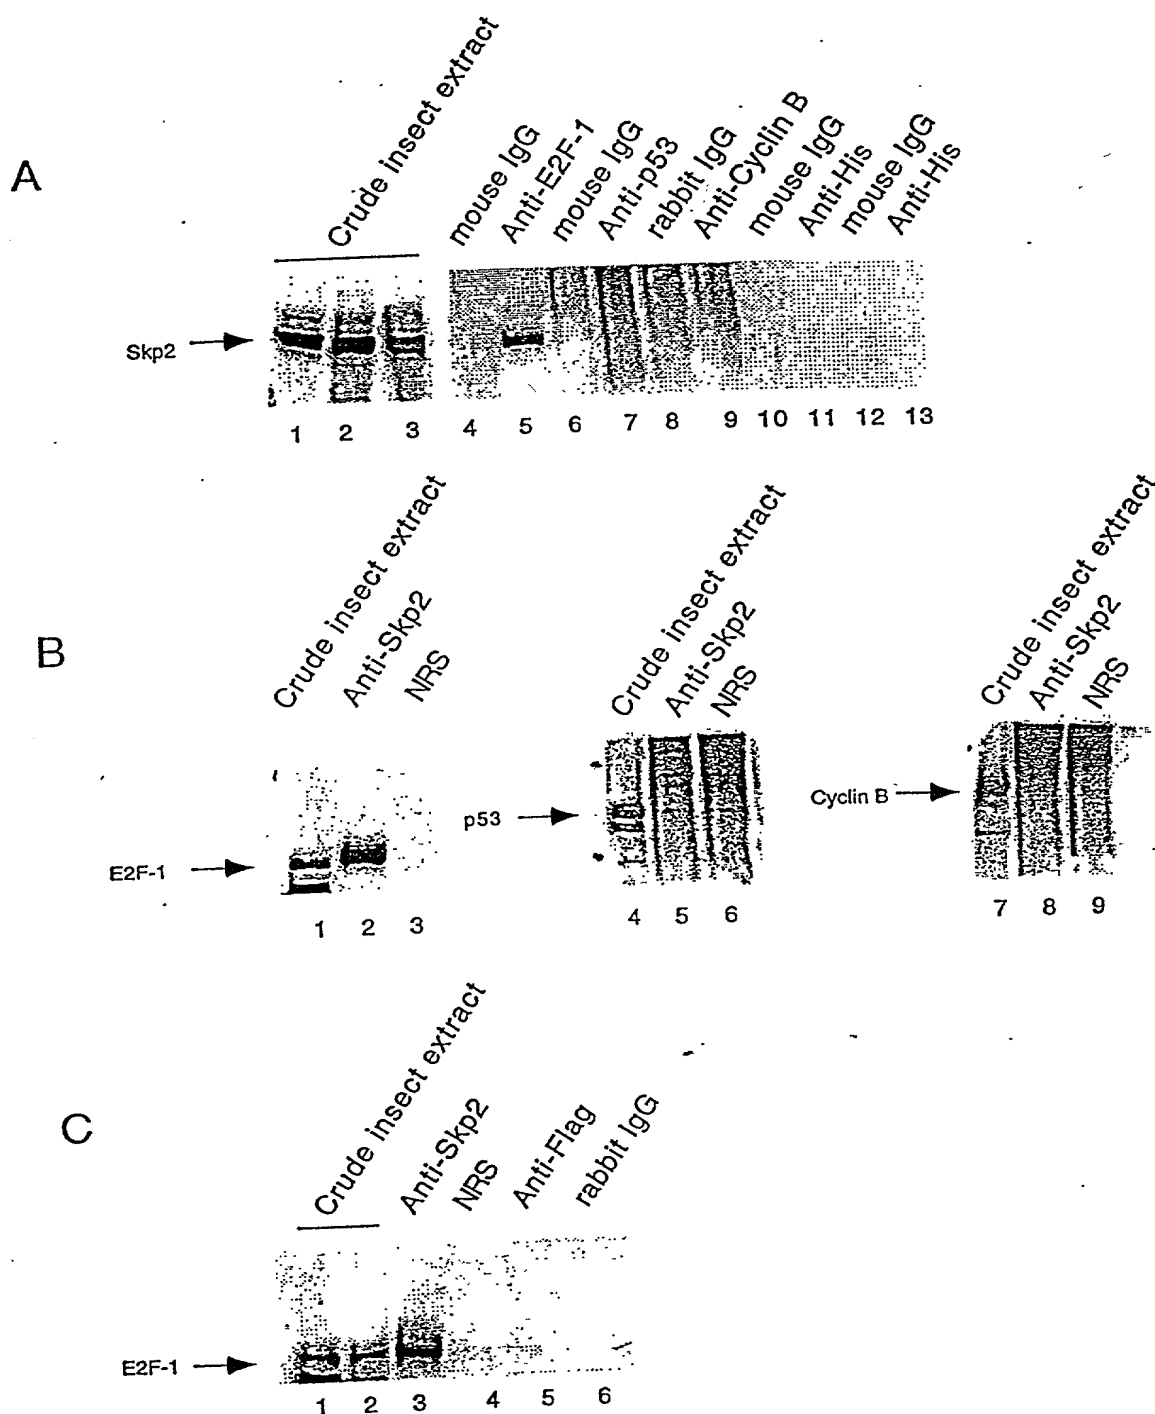 A
Crude insect extract
mouse IgG
Anti-E2F-1
mouse IgG
Anti-p53
rabbit IgG
Anti-Cyclin B
mouse IgG
Anti-His
mouse IgG
Anti-His
Skp2
1 2 3 4 5 6 7 8 9 10 11 12 13
B
Crude insect extract
Anti-Skp2
NRS
Crude insect extract
Anti-Skp2
NRS
Crude insect extract
Anti-Skp2
NRS
E2F-1
p53
Cyclin B
1 2 3
4 5 6
7 8 9
C
Crude insect extract
Anti-Skp2
NRS
Anti-Flag
rabbit IgG
E2F-1
1 2 3 4 5 6